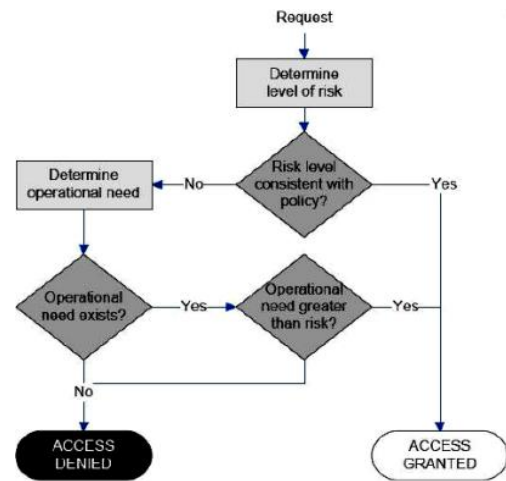 Request
Determine
level of risk
Risk level
consistent with
policy?
No
Yes
Determine
operational need
Operational
need exists?
Yes
Operational
need greater
than risk?
Yes
No
ACCESS
DENIED
ACCESS
GRANTED